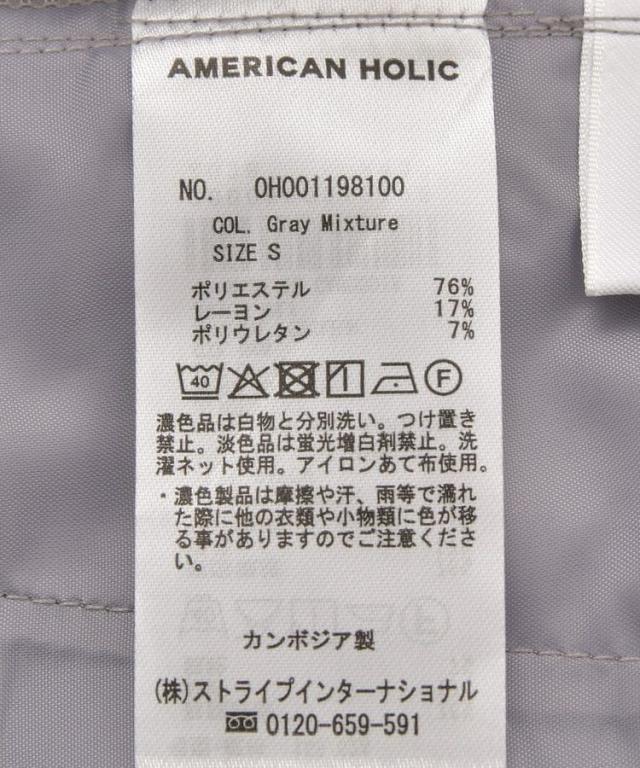 AMERICAN HOLIC
NO. 0H001198100
COL. Gray Mixture
SIZE S
ポリエステル 76%
レーヨン 17%
ポリウレタン 7%
40 F
濃色品は白物と分別洗い。つけ置き
禁止。淡色品は蛍光増白剤禁止。洗
濯ネット使用。アイロンあて布使用。
・濃色製品は摩擦や汗、雨等で濡れ
た際に他の衣類や小物類に色が移
る事がありますのでご注意くださ
い。
カンボジア製
(株)ストライプインターナショナル
0120-659-591